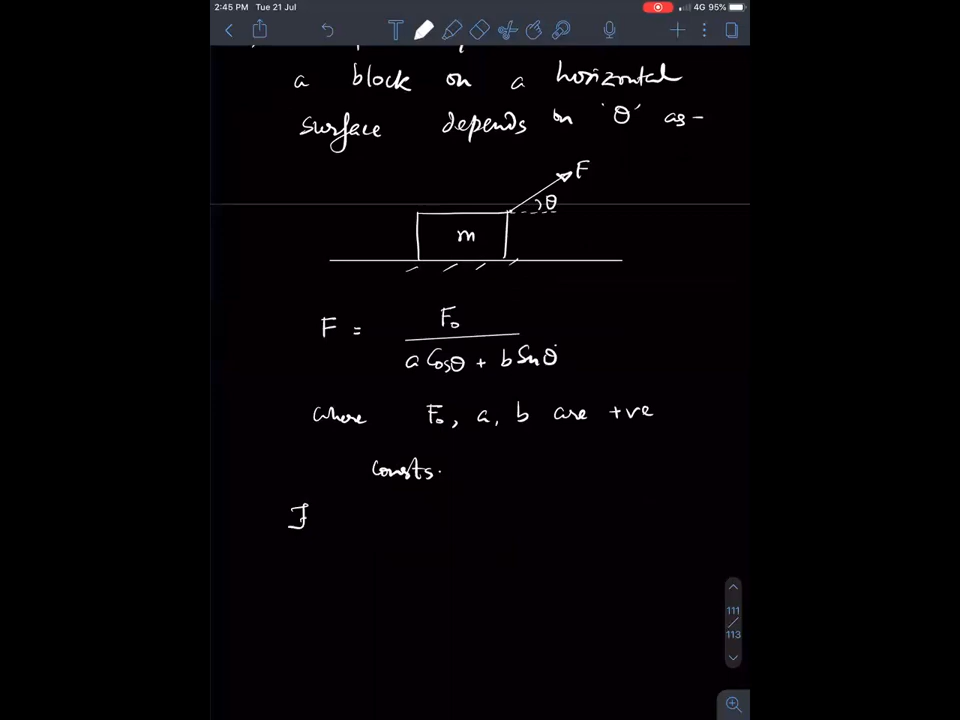 2:45 PM Tue 21 Jul 4G 95%
a block on a horizontal
surface depends on 'θ' as -
F
θ
m
F = F₀ / a Cosθ + b Sinθ
where F₀, a, b are +ve
consts.
111
/
113